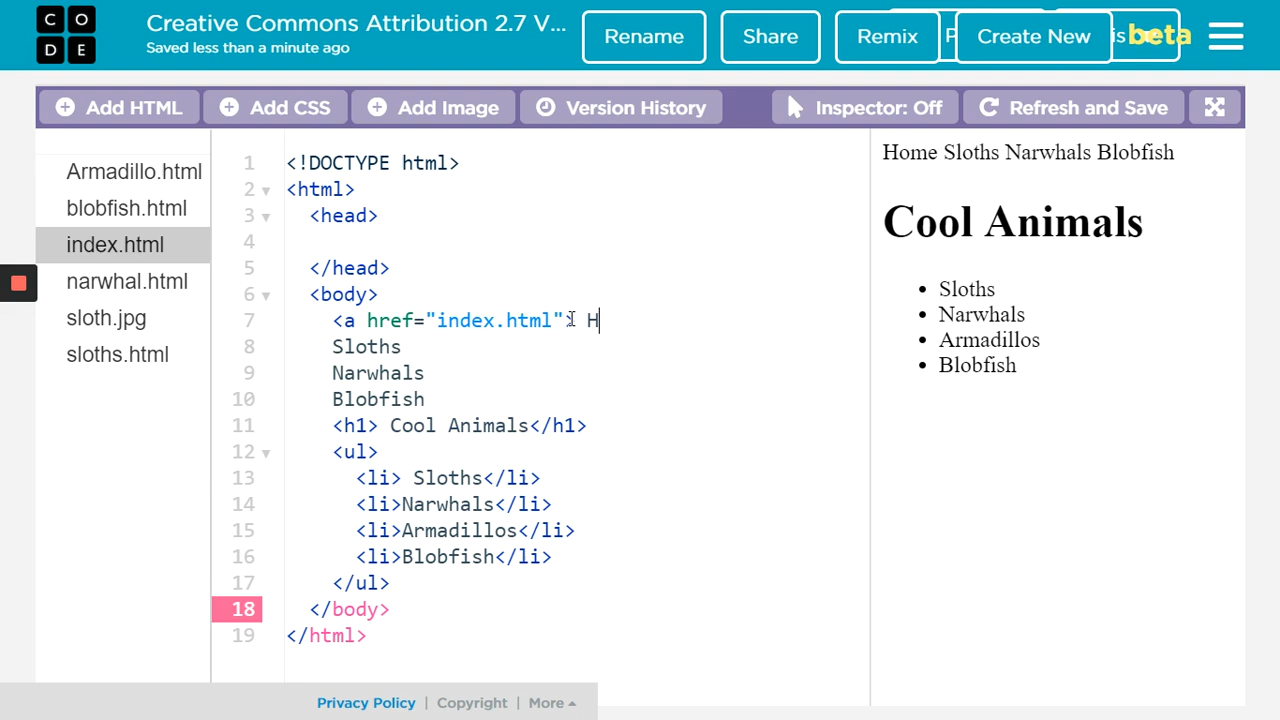 CODE
Creative Commons Attribution 2.7 V...
Saved less than a minute ago
Rename
Share
Remix
Create New
beta
Add HTML
Add CSS
Add Image
Version History
Inspector: Off
Refresh and Save
Armadillo.html
blobfish.html
index.html
narwhal.html
sloth.jpg
sloths.html
1 <!DOCTYPE html>
2 <html>
3 <head>
4
5 </head>
6 <body>
7 <a href="index.html"> H
8 Sloths
9 Narwhals
10 Blobfish
11 <h1> Cool Animals</h1>
12 <ul>
13 <li> Sloths</li>
14 <li>Narwhals</li>
15 <li>Armadillos</li>
16 <li>Blobfish</li>
17 </ul>
18 </body>
19 </html>
Home Sloths Narwhals Blobfish
Cool Animals
• Sloths
• Narwhals
• Armadillos
• Blobfish
Privacy Policy | Copyright | More